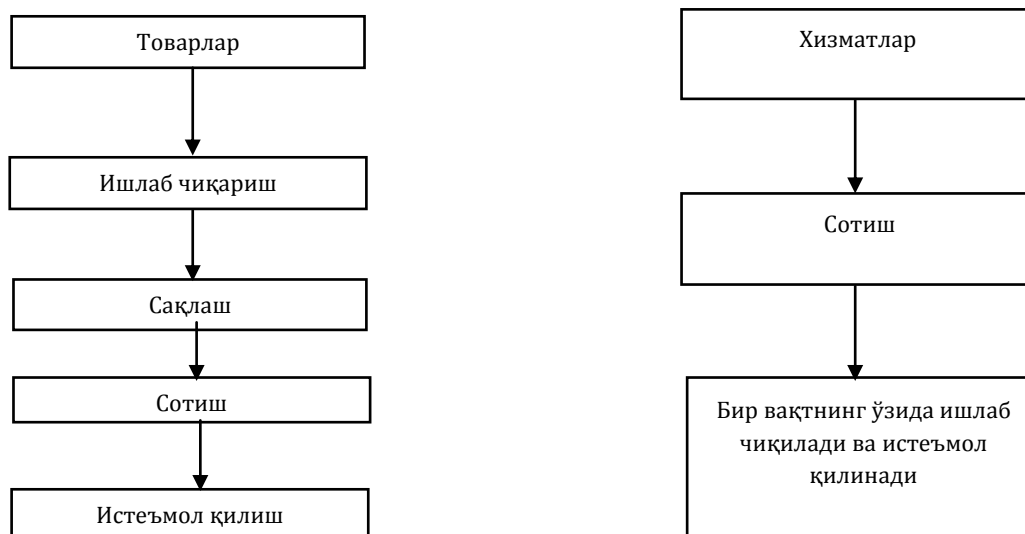 Товарлар
Ишлаб чиқариш
Сақлаш
Сотиш
Истеъмол қилиш
Хизматлар
Сотиш
Бир вақтнинг ўзида ишлаб
чиқилади ва истеъмол
қилинади